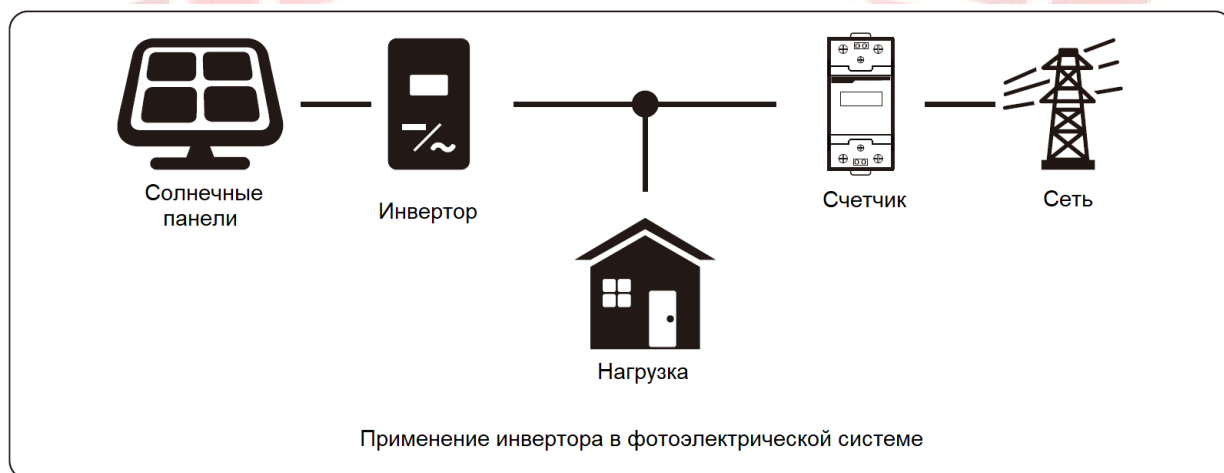 Солнечные
панели
Инвертор
Счетчик
Сеть
Нагрузка
Применение инвертора в фотоэлектрической системе